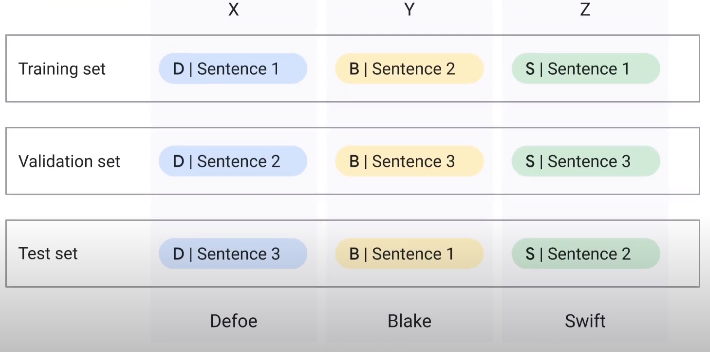 X Y Z
Training set D | Sentence 1 B | Sentence 2 S | Sentence 1
Validation set D | Sentence 2 B | Sentence 3 S | Sentence 3
Test set D | Sentence 3 B | Sentence 1 S | Sentence 2
Defoe Blake Swift